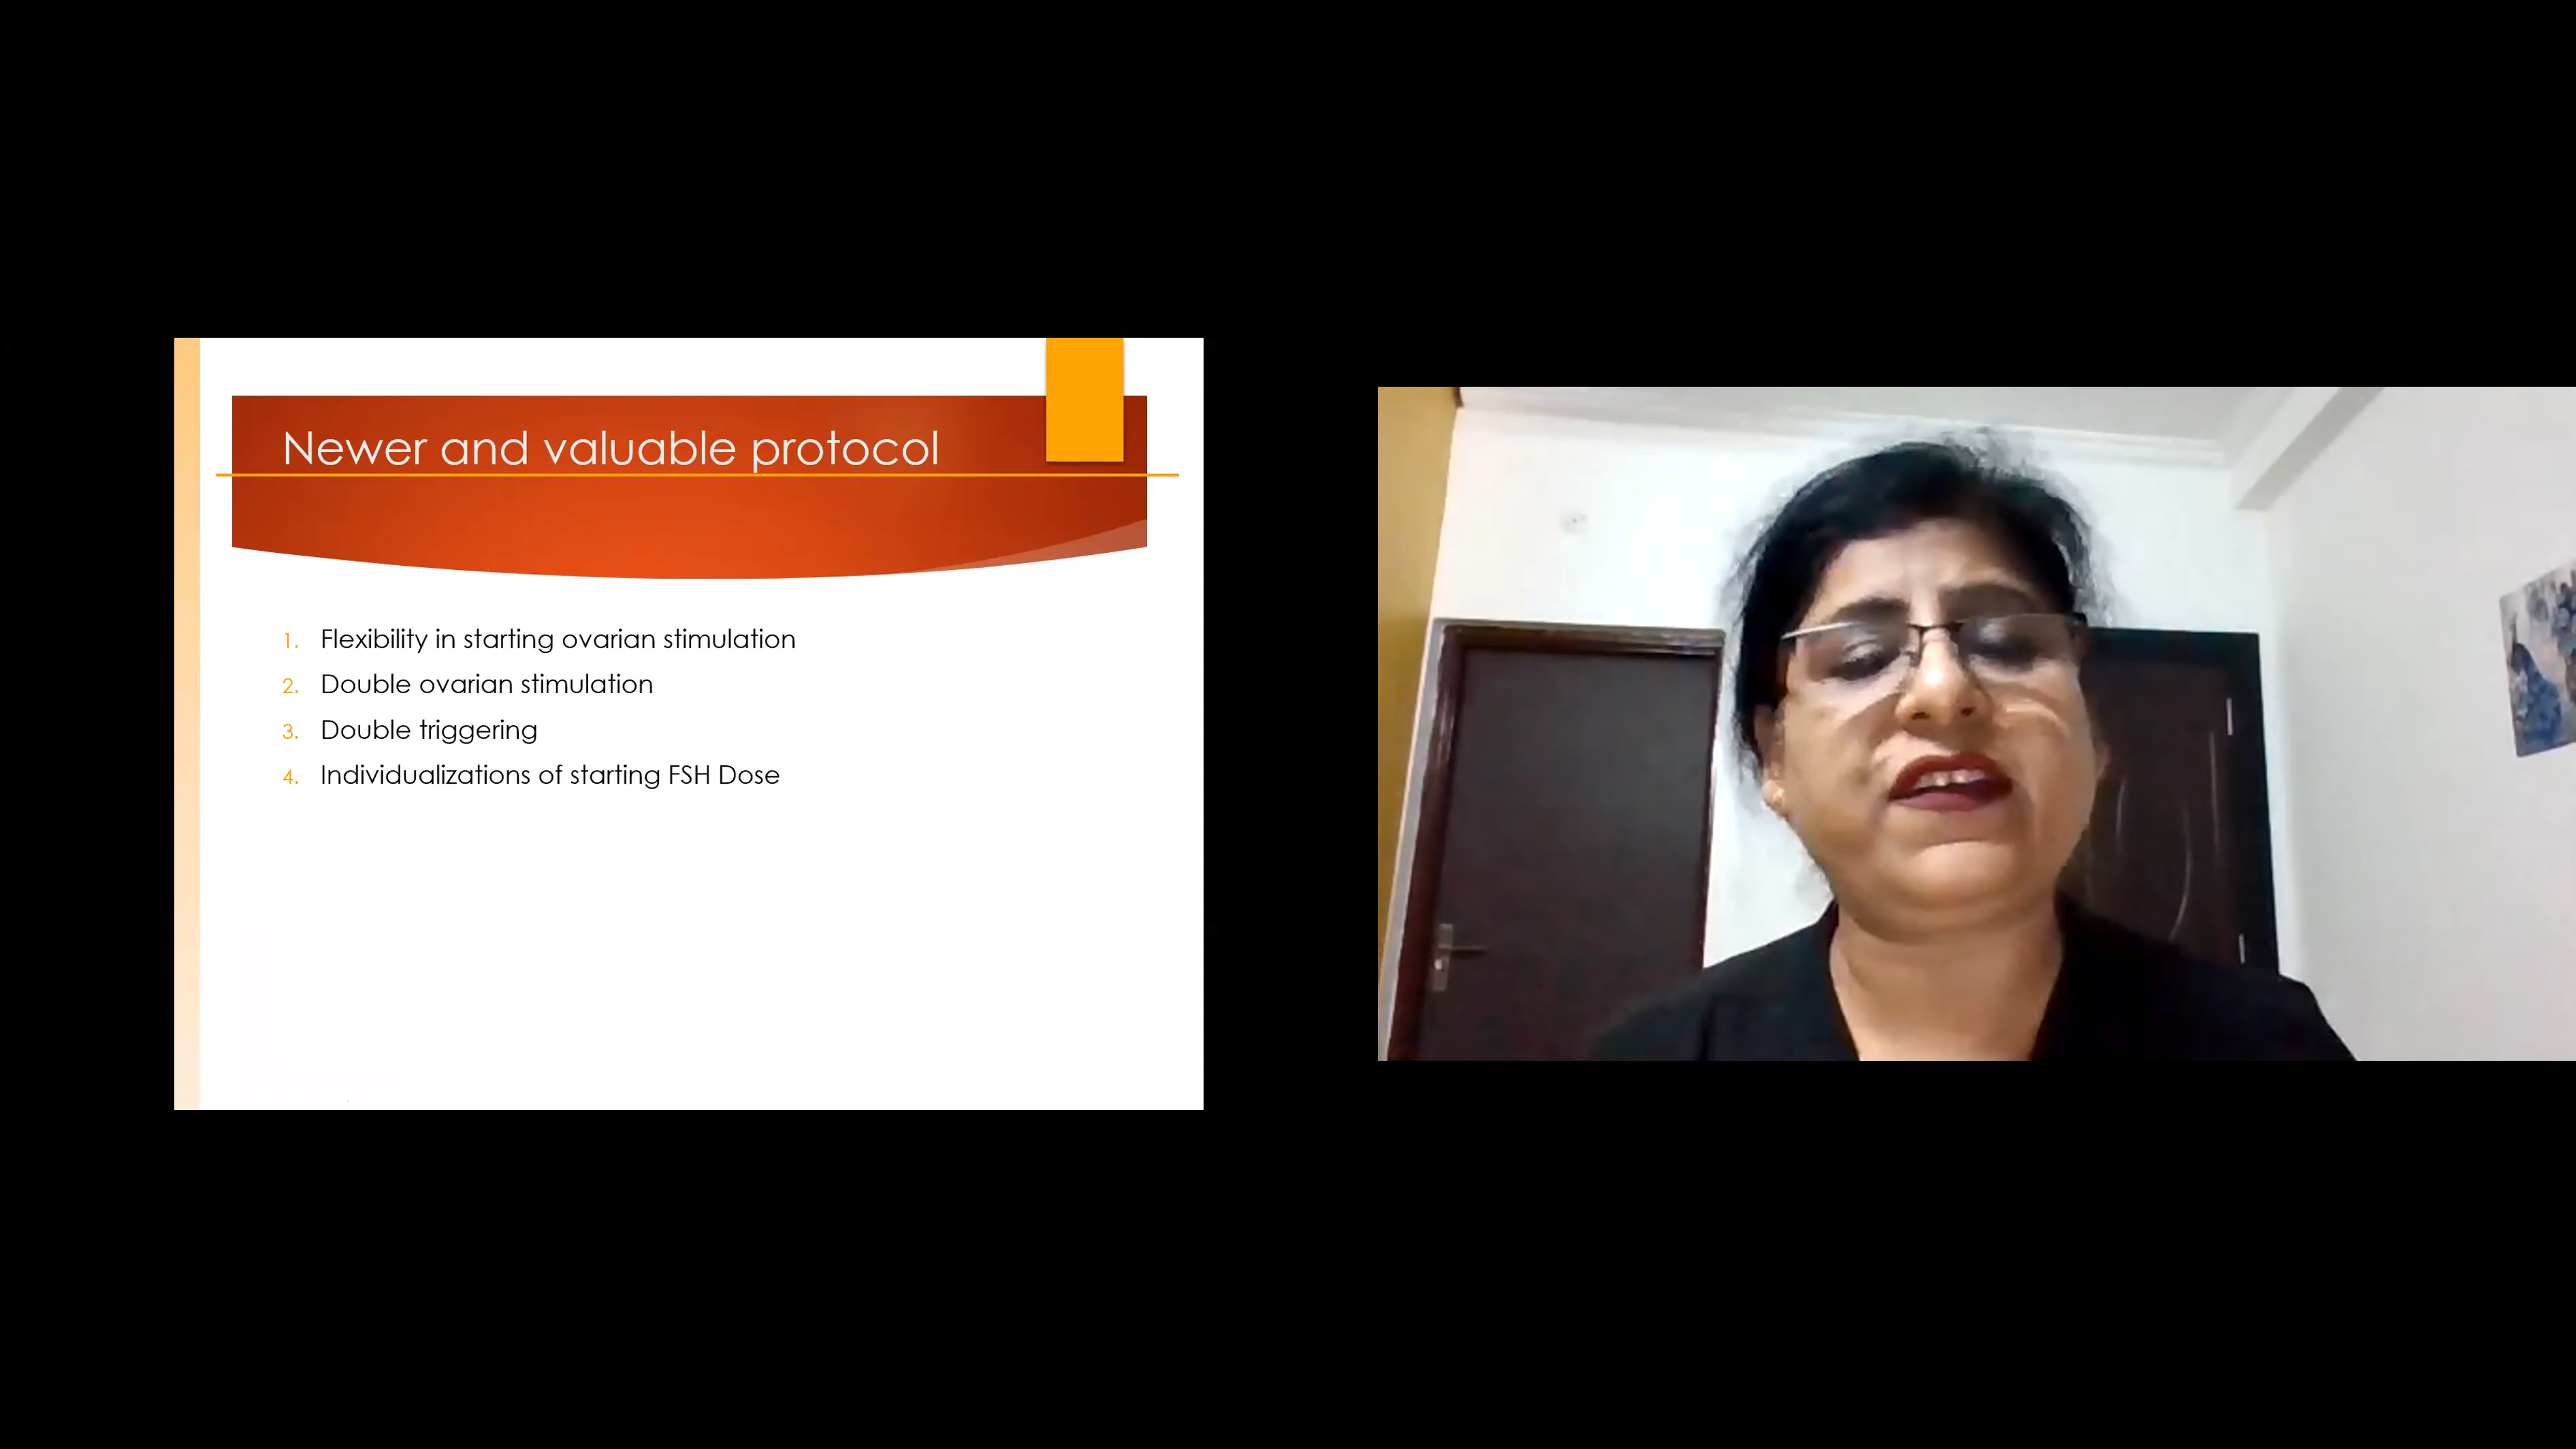 Newer and valuable protocol
1. Flexibility in starting ovarian stimulation
2. Double ovarian stimulation
3. Double triggering
4. Individualizations of starting FSH Dose